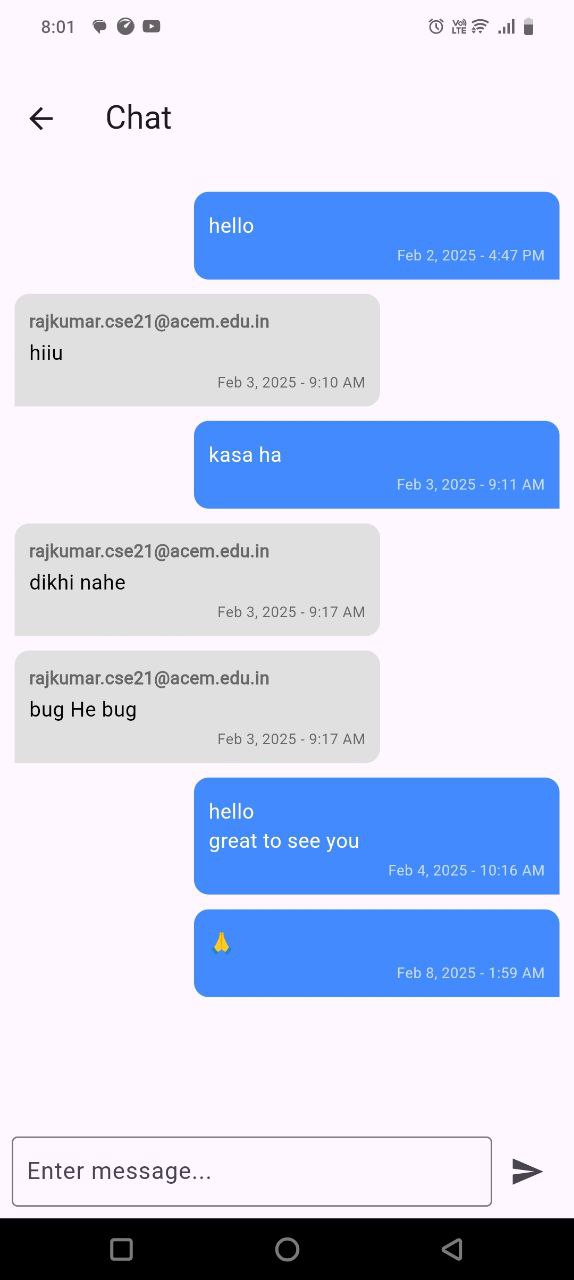 8:01
Vo) LTE
Chat
hello
Feb 2, 2025 - 4:47 PM
rajkumar.cse21@acem.edu.in
hiiu
Feb 3, 2025 - 9:10 AM
kasa ha
Feb 3, 2025 - 9:11 AM
rajkumar.cse21@acem.edu.in
dikhi nahe
Feb 3, 2025 - 9:17 AM
rajkumar.cse21@acem.edu.in
bug He bug
Feb 3, 2025 - 9:17 AM
hello
great to see you
Feb 4, 2025 - 10:16 AM
🙏
Feb 8, 2025 - 1:59 AM
Enter message...